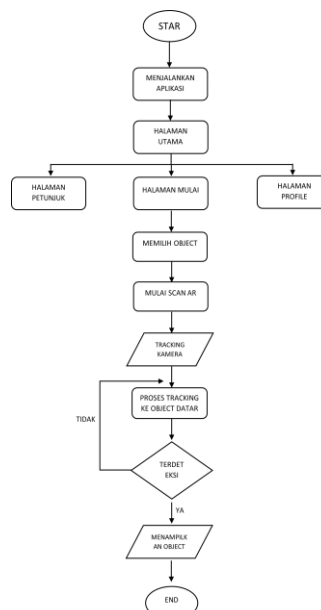 STAR
MENJALANKAN
APLIKASI
HALAMAN
UTAMA
HALAMAN
PETUNJUK
HALAMAN MULAI
HALAMAN
PROFILE
MEMILIH OBJECT
MULAI SCAN AR
TRACKING
KAMERA
PROSES TRACKING
KE OBJECT DATAR
TIDAK
TERDET
EKSI
YA
MENAMPILK
AN OBJECT
END